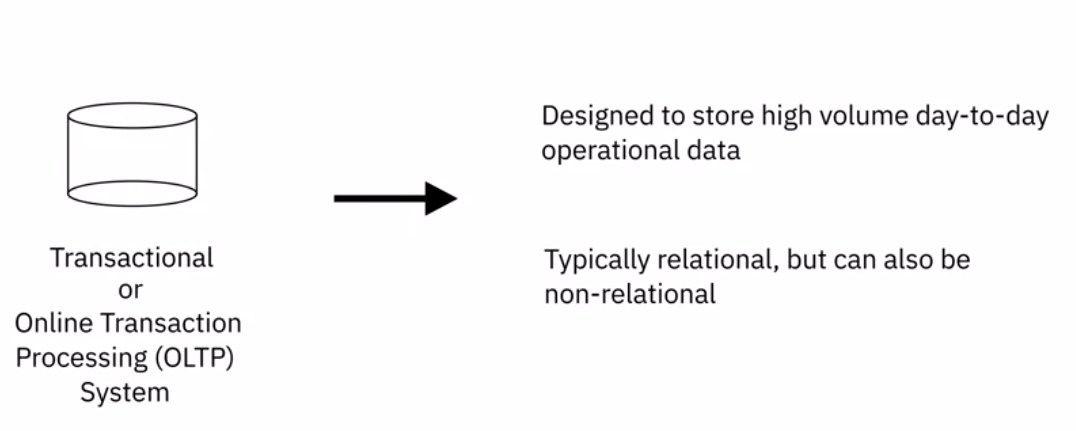 Transactional
or
Online Transaction
Processing (OLTP)
System
Designed to store high volume day-to-day
operational data
Typically relational, but can also be
non-relational